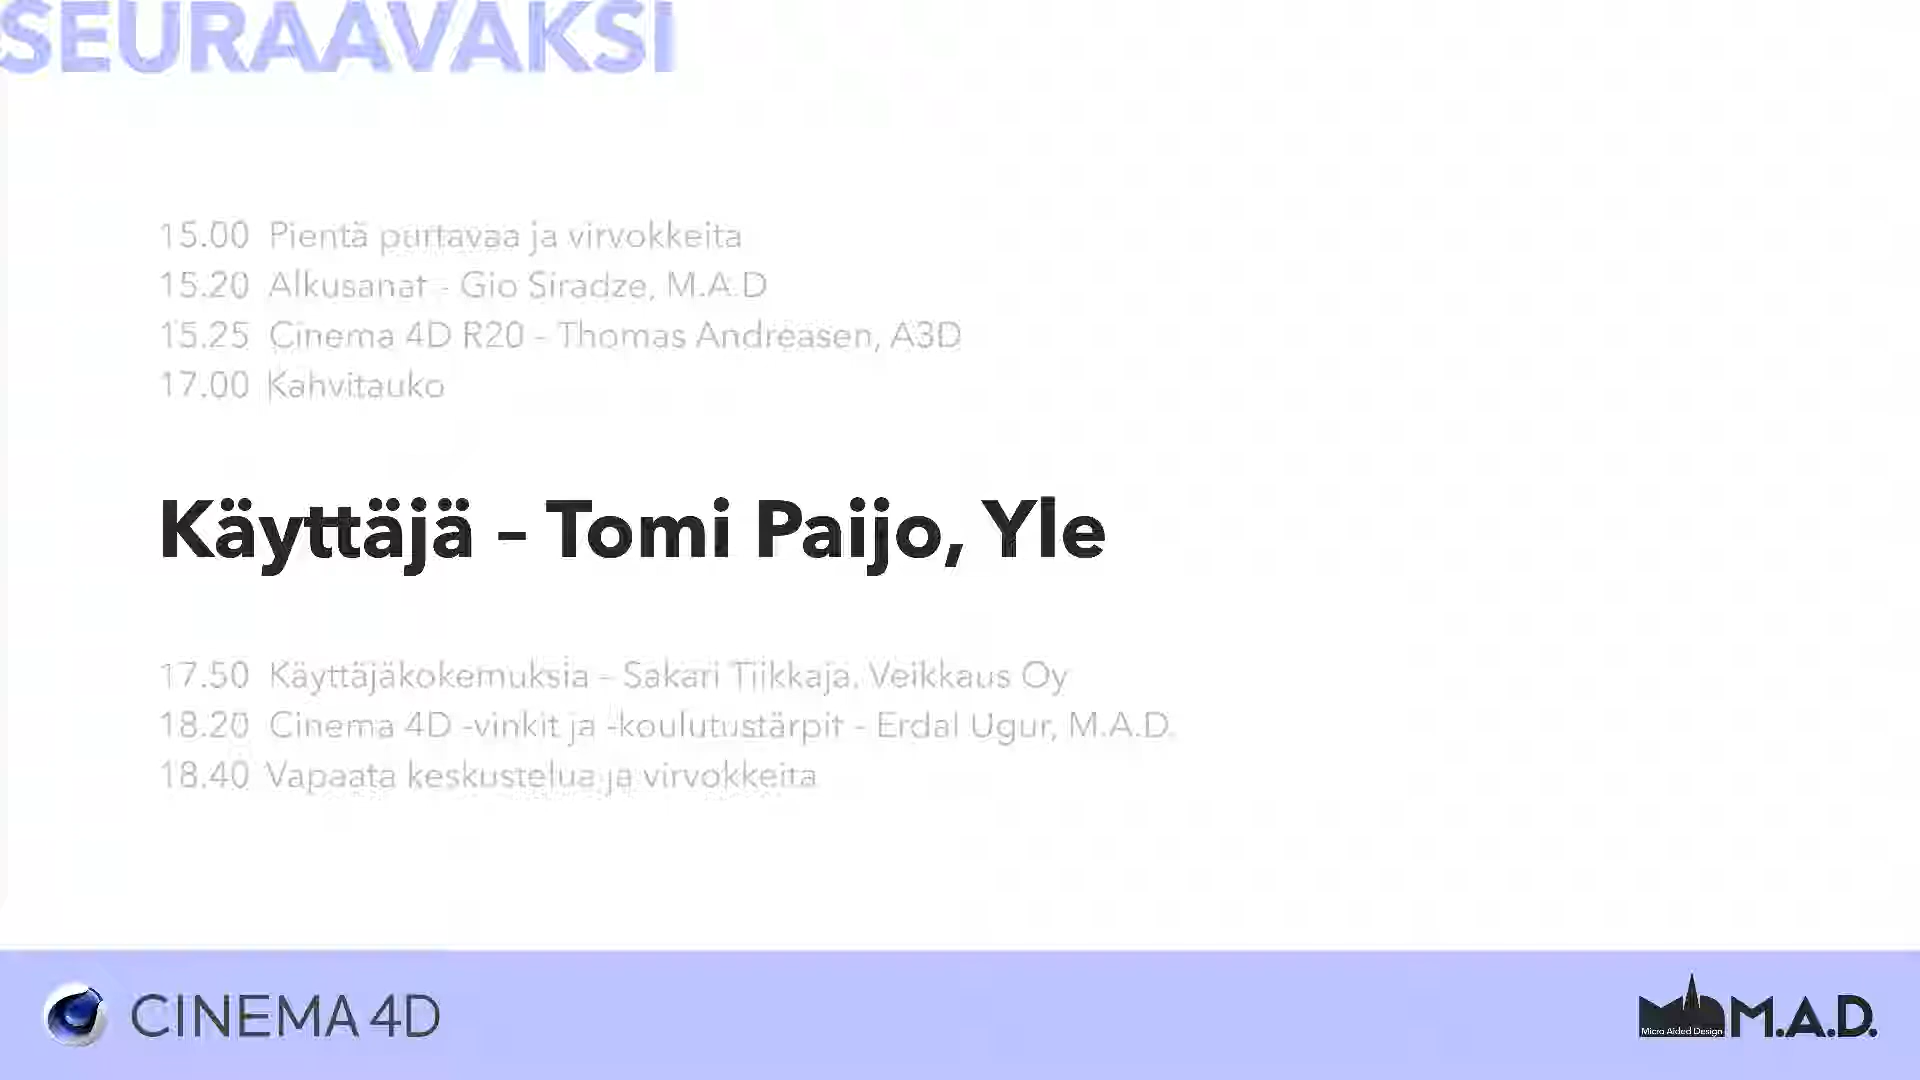 SEURAAVAKSI
15.00 Pientä purtavaa ja virvokkeita
15.20 Alkusanat - Gio Siradze, M.A.D
15.25 Cinema 4D R20 - Thomas Andreasen, A3D
17.00 Kahvitauko
Käyttäjä – Tomi Paijo, Yle
17.50 Käyttäjäkokemuksia – Sakari Tiikkaja, Veikkaus Oy
18.20 Cinema 4D -vinkit ja -koulutustärpit - Erdal Ugur, M.A.D.
18.40 Vapaata keskustelua ja virvokkeita
CINEMA 4D
Micro Aided Design
M.A.D.